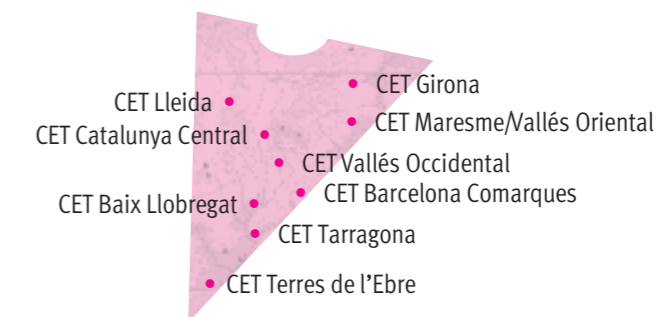 CET Girona
CET Lleida
CET Maresme/Vallés Oriental
CET Catalunya Central
CET Vallés Occidental
CET Barcelona Comarques
CET Baix Llobregat
CET Tarragona
CET Terres de l’Ebre